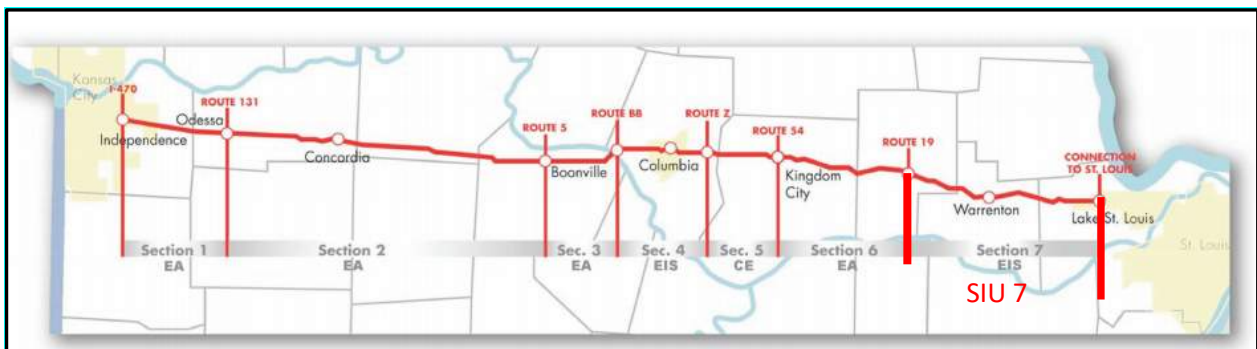 Kansas
City
I-470
Independence
Odessa
ROUTE 131
Concordia
ROUTE 5
Boonville
ROUTE BB
Columbia
ROUTE Z
ROUTE 54
Kingdom
City
ROUTE 19
Warrenton
CONNECTION
TO ST. LOUIS
Lake St. Louis
St. Louis
Section 1
EA
Section 2
EA
Sec. 3
EA
Sec. 4
EIS
Sec. 5
CE
Section 6
EA
Section 7
EIS
SIU 7